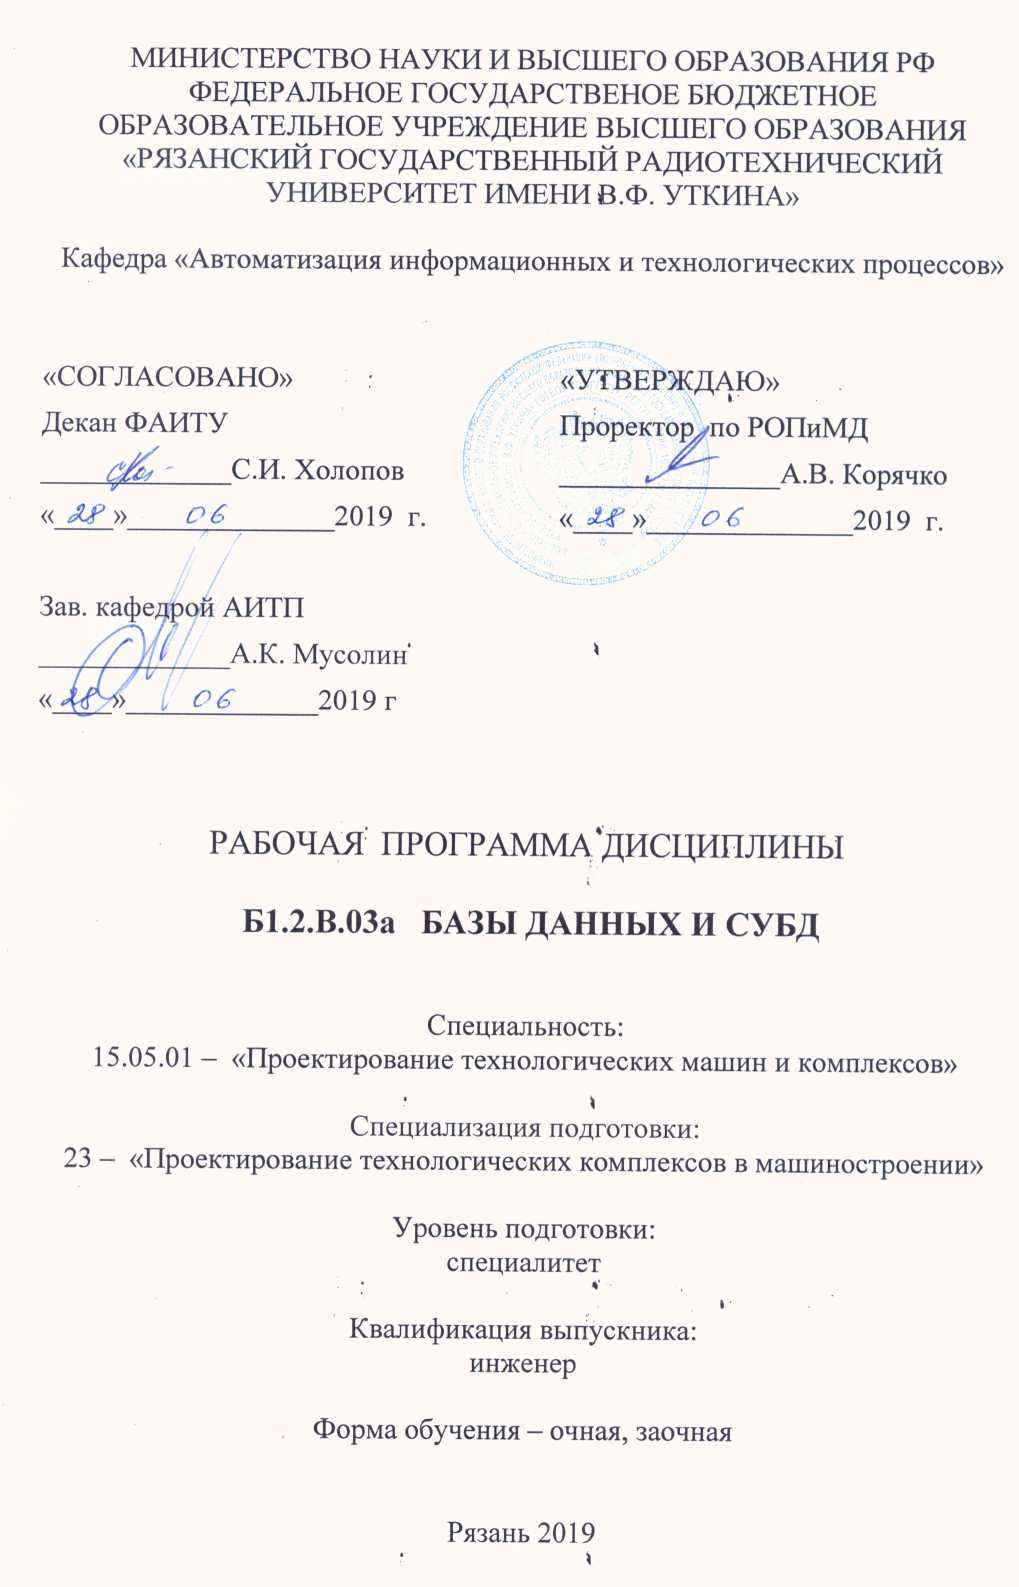 МИНИСТЕРСТВО НАУКИ И ВЫСШЕГО ОБРАЗОВАНИЯ РФ
ФЕДЕРАЛЬНОЕ ГОСУДАРСТВЕНОЕ БЮДЖЕТНОЕ
ОБРАЗОВАТЕЛЬНОЕ УЧРЕЖДЕНИЕ ВЫСШЕГО ОБРАЗОВАНИЯ
«РЯЗАНСКИЙ ГОСУДАРСТВЕННЫЙ РАДИОТЕХНИЧЕСКИЙ
УНИВЕРСИТЕТ ИМЕНИ В.Ф. УТКИНА»
Кафедра «Автоматизация информационных и технологических процессов»
«СОГЛАСОВАНО»
Декан ФАИТУ
С.И. Холопов
«28» 06 2019 г.
«УТВЕРЖДАЮ»
Проректор по РОПиМД
А.В. Корячко
«28» 06 2019 г.
Зав. кафедрой АИТП
А.К. Мусолин
«28» 06 2019 г
РАБОЧАЯ ПРОГРАММА ДИСЦИПЛИНЫ
Б1.2.В.03а БАЗЫ ДАННЫХ И СУБД
Специальность:
15.05.01 – «Проектирование технологических машин и комплексов»
Специализация подготовки:
23 – «Проектирование технологических комплексов в машиностроении»
Уровень подготовки:
специалитет
Квалификация выпускника:
инженер
Форма обучения – очная, заочная
Рязань 2019